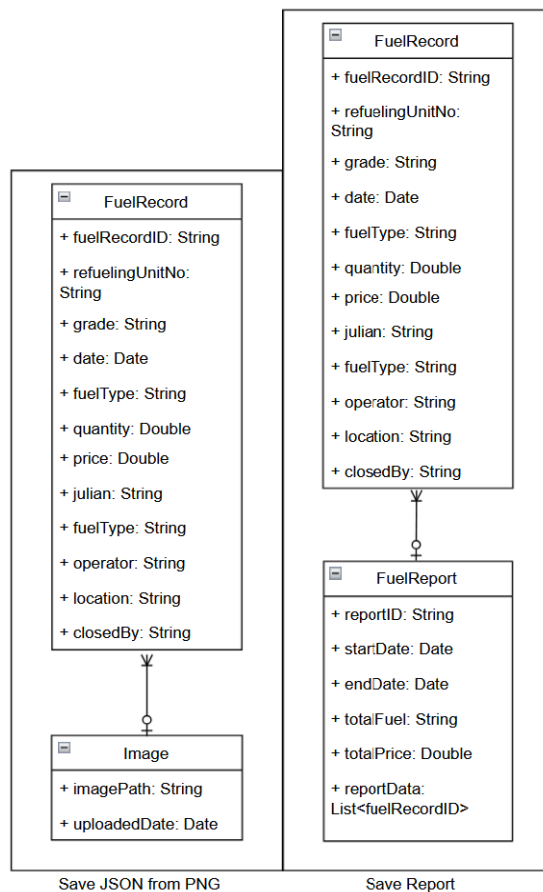 FuelRecord
+ fuelRecordID: String
+ refuelingUnitNo:
String
+ grade: String
+ date: Date
+ fuelType: String
+ quantity: Double
+ price: Double
+ julian: String
+ fuelType: String
+ operator: String
+ location: String
+ closedBy: String
Image
+ imagePath: String
+ uploadedDate: Date
Save JSON from PNG
FuelRecord
+ fuelRecordID: String
+ refuelingUnitNo:
String
+ grade: String
+ date: Date
+ fuelType: String
+ quantity: Double
+ price: Double
+ julian: String
+ fuelType: String
+ operator: String
+ location: String
+ closedBy: String
FuelReport
+ reportID: String
+ startDate: Date
+ endDate: Date
+ totalFuel: String
+ totalPrice: Double
+ reportData:
List<fuelRecordID>
Save Report